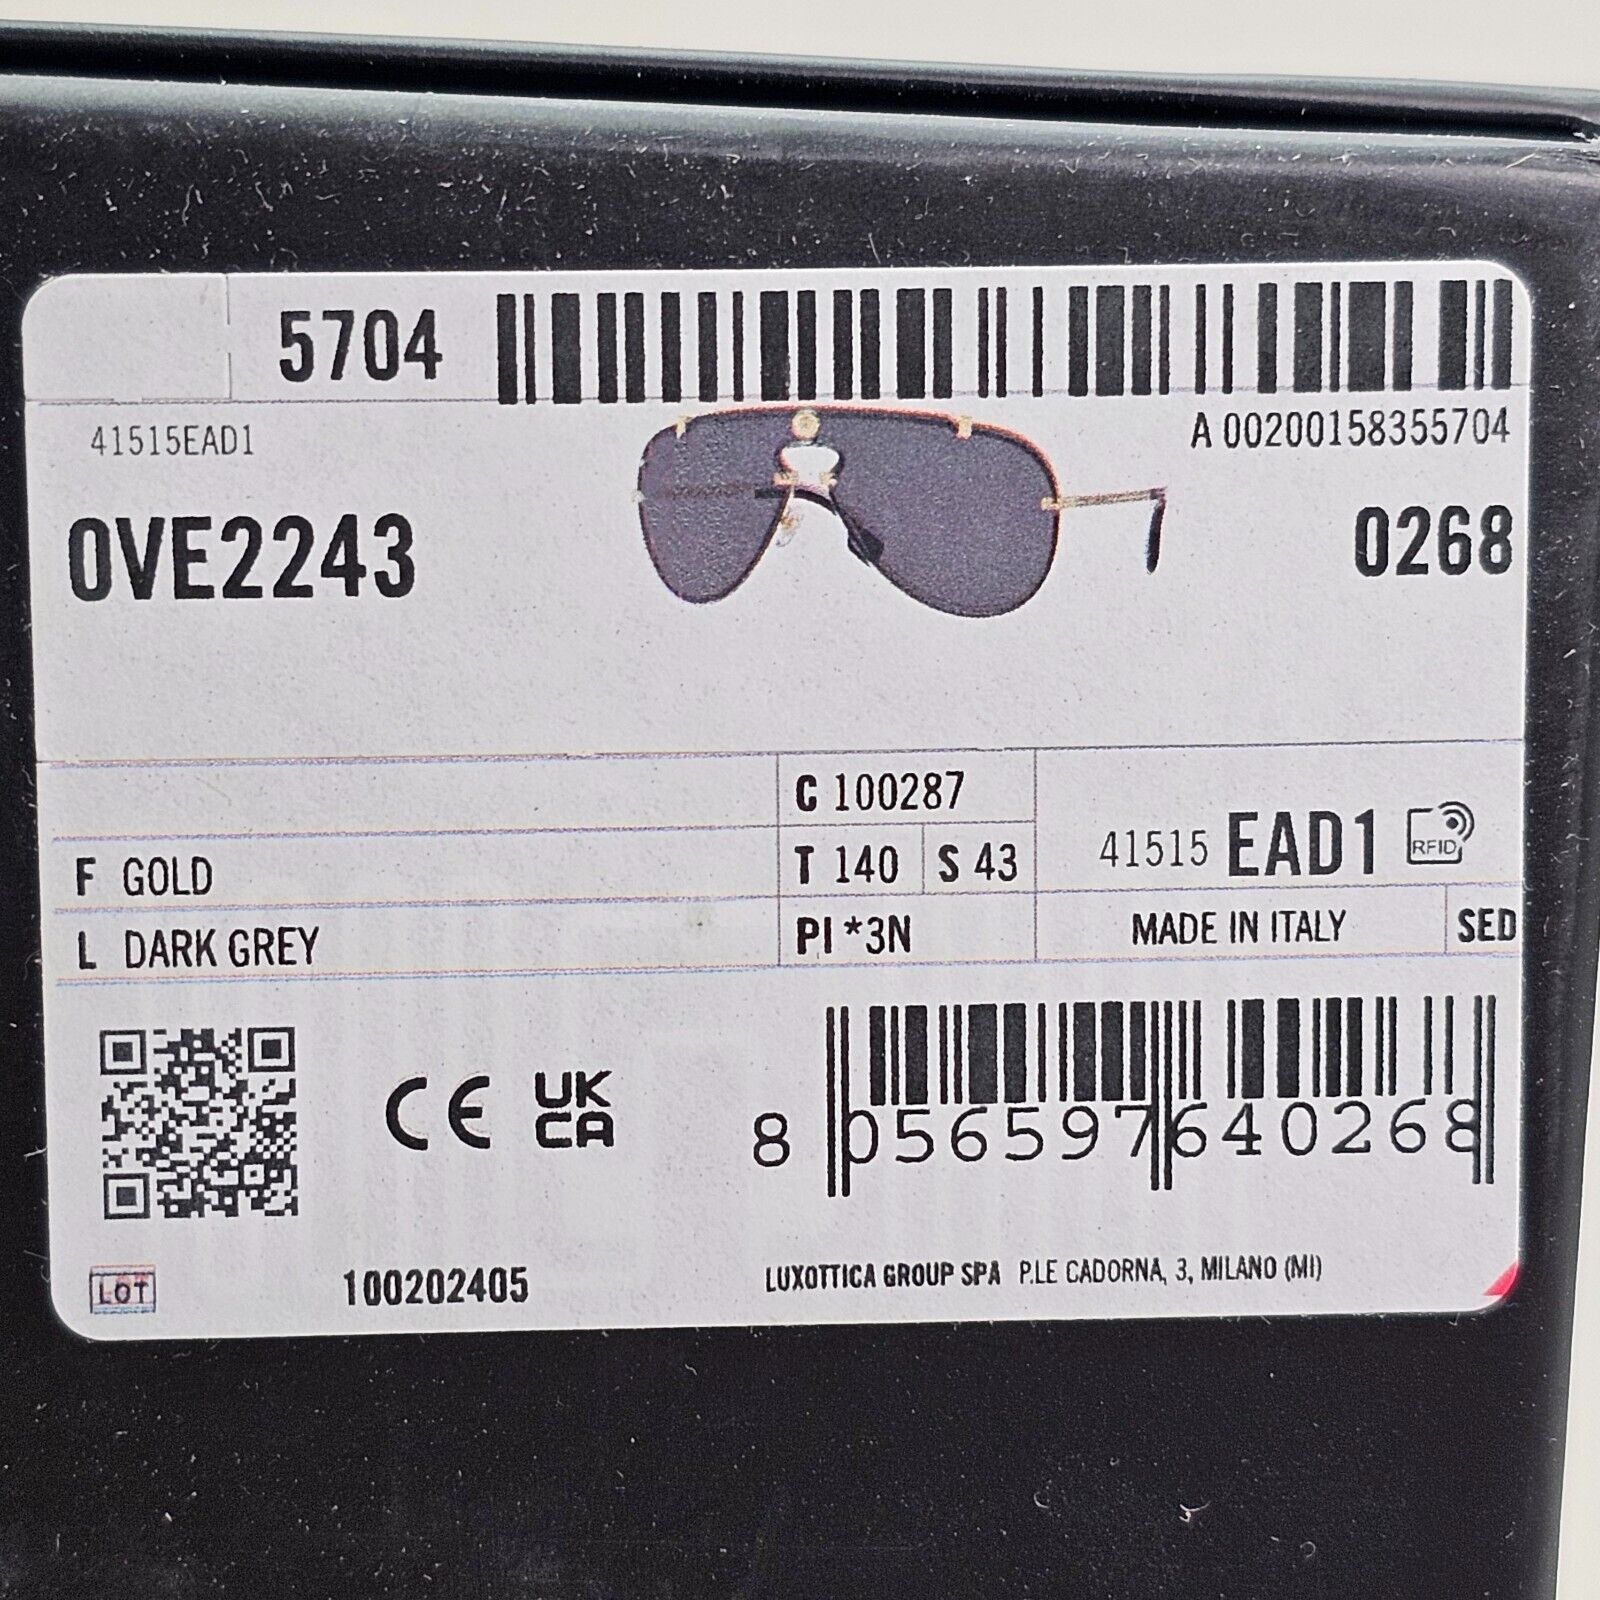 5704
41515EAD1
A 00200158355704
0VE2243
0268
C 100287
F GOLD
T 140
S 43
41515 EAD1
RFID
L DARK GREY
PI *3N
MADE IN ITALY
SED
CE
UK
CA
8 056597 640268
LOT
100202405
LUXOTTICA GROUP SPA P.LE CADORNA, 3, MILANO (MI)